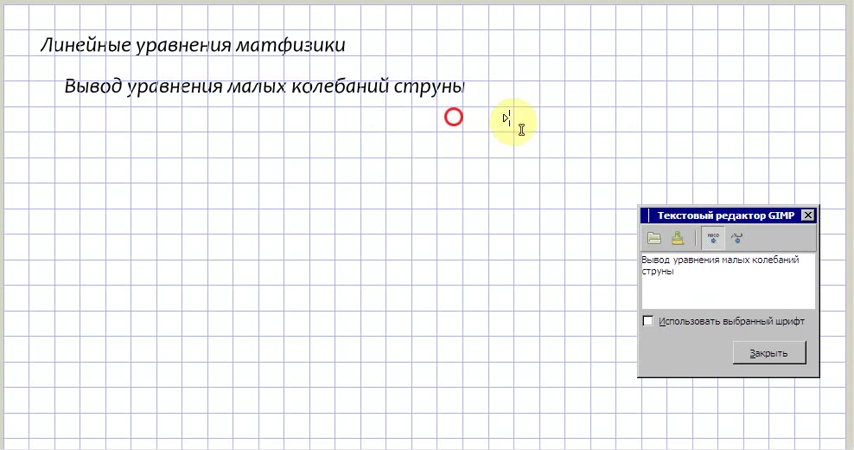 Линейные уравнения матфизики
Вывод уравнения малых колебаний струны
Текстовый редактор GIMP
Вывод уравнения малых колебаний
струны
Использовать выбранный шрифт
Закрыть